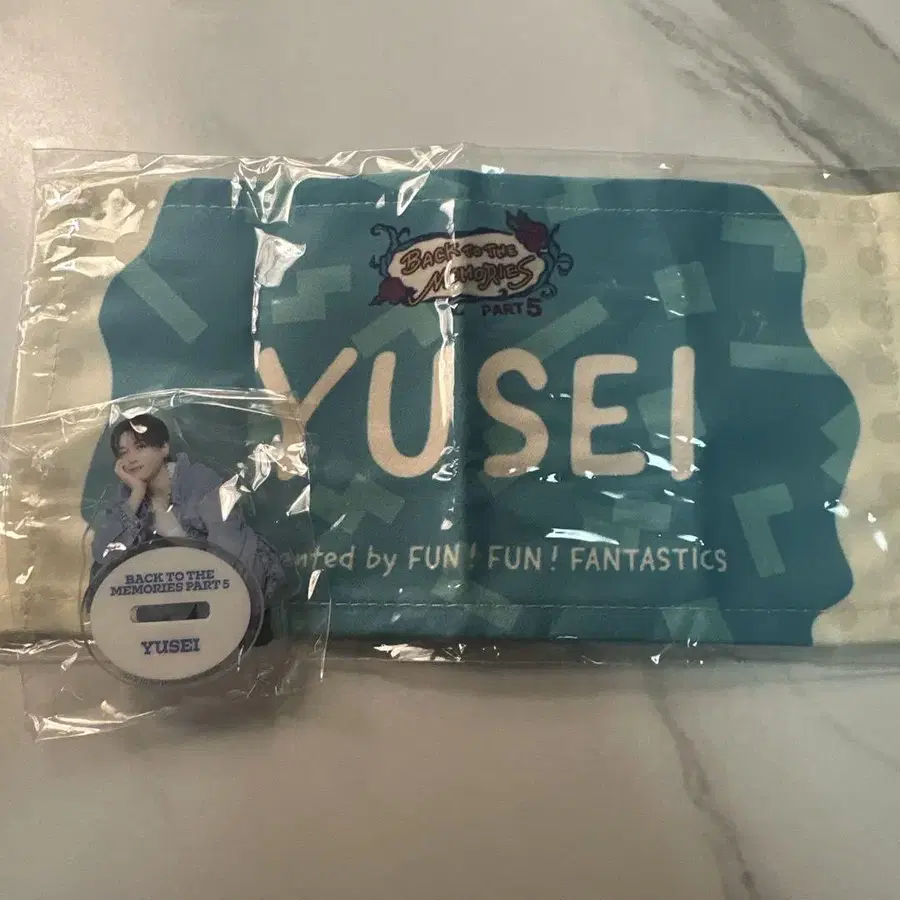 BACK TO THE
MEMORIES
PART 5
YUSEI
ented by FUN! FUN! FANTASTICS
BACK TO THE
MEMORIES PART 5
YUSEI